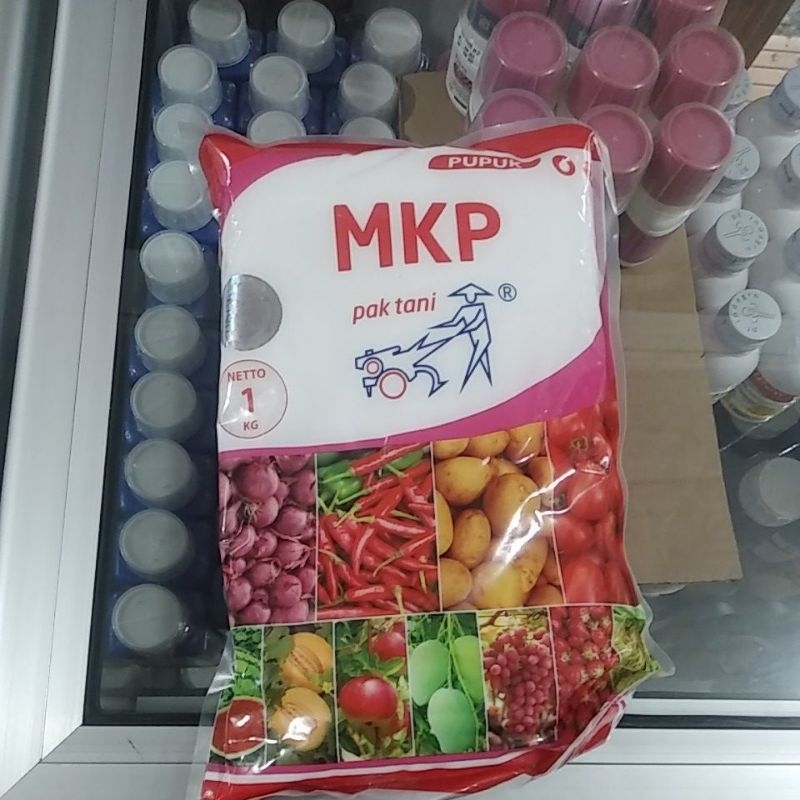 PUPUK
MKP
pak tani ®
NETTO
1
KG